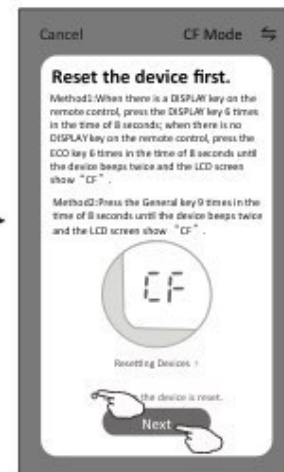 Cancel CF Mode
Reset the device first.
Method1:When there is a DISPLAY key on the
remote control, press the DISPLAY key 6 times
in the time of 8 seconds; when there is no
DISPLAY key on the remote control, press the
ECO key 6 times in the time of 8 seconds until
the device beeps twice and the LCD screen
show “CF”.
Method2:Press the General key 9 times in the
time of 8 seconds until the device beeps twice
and the LCD screen show “CF”.
CF
Resetting Devices ›
the device is reset.
Next